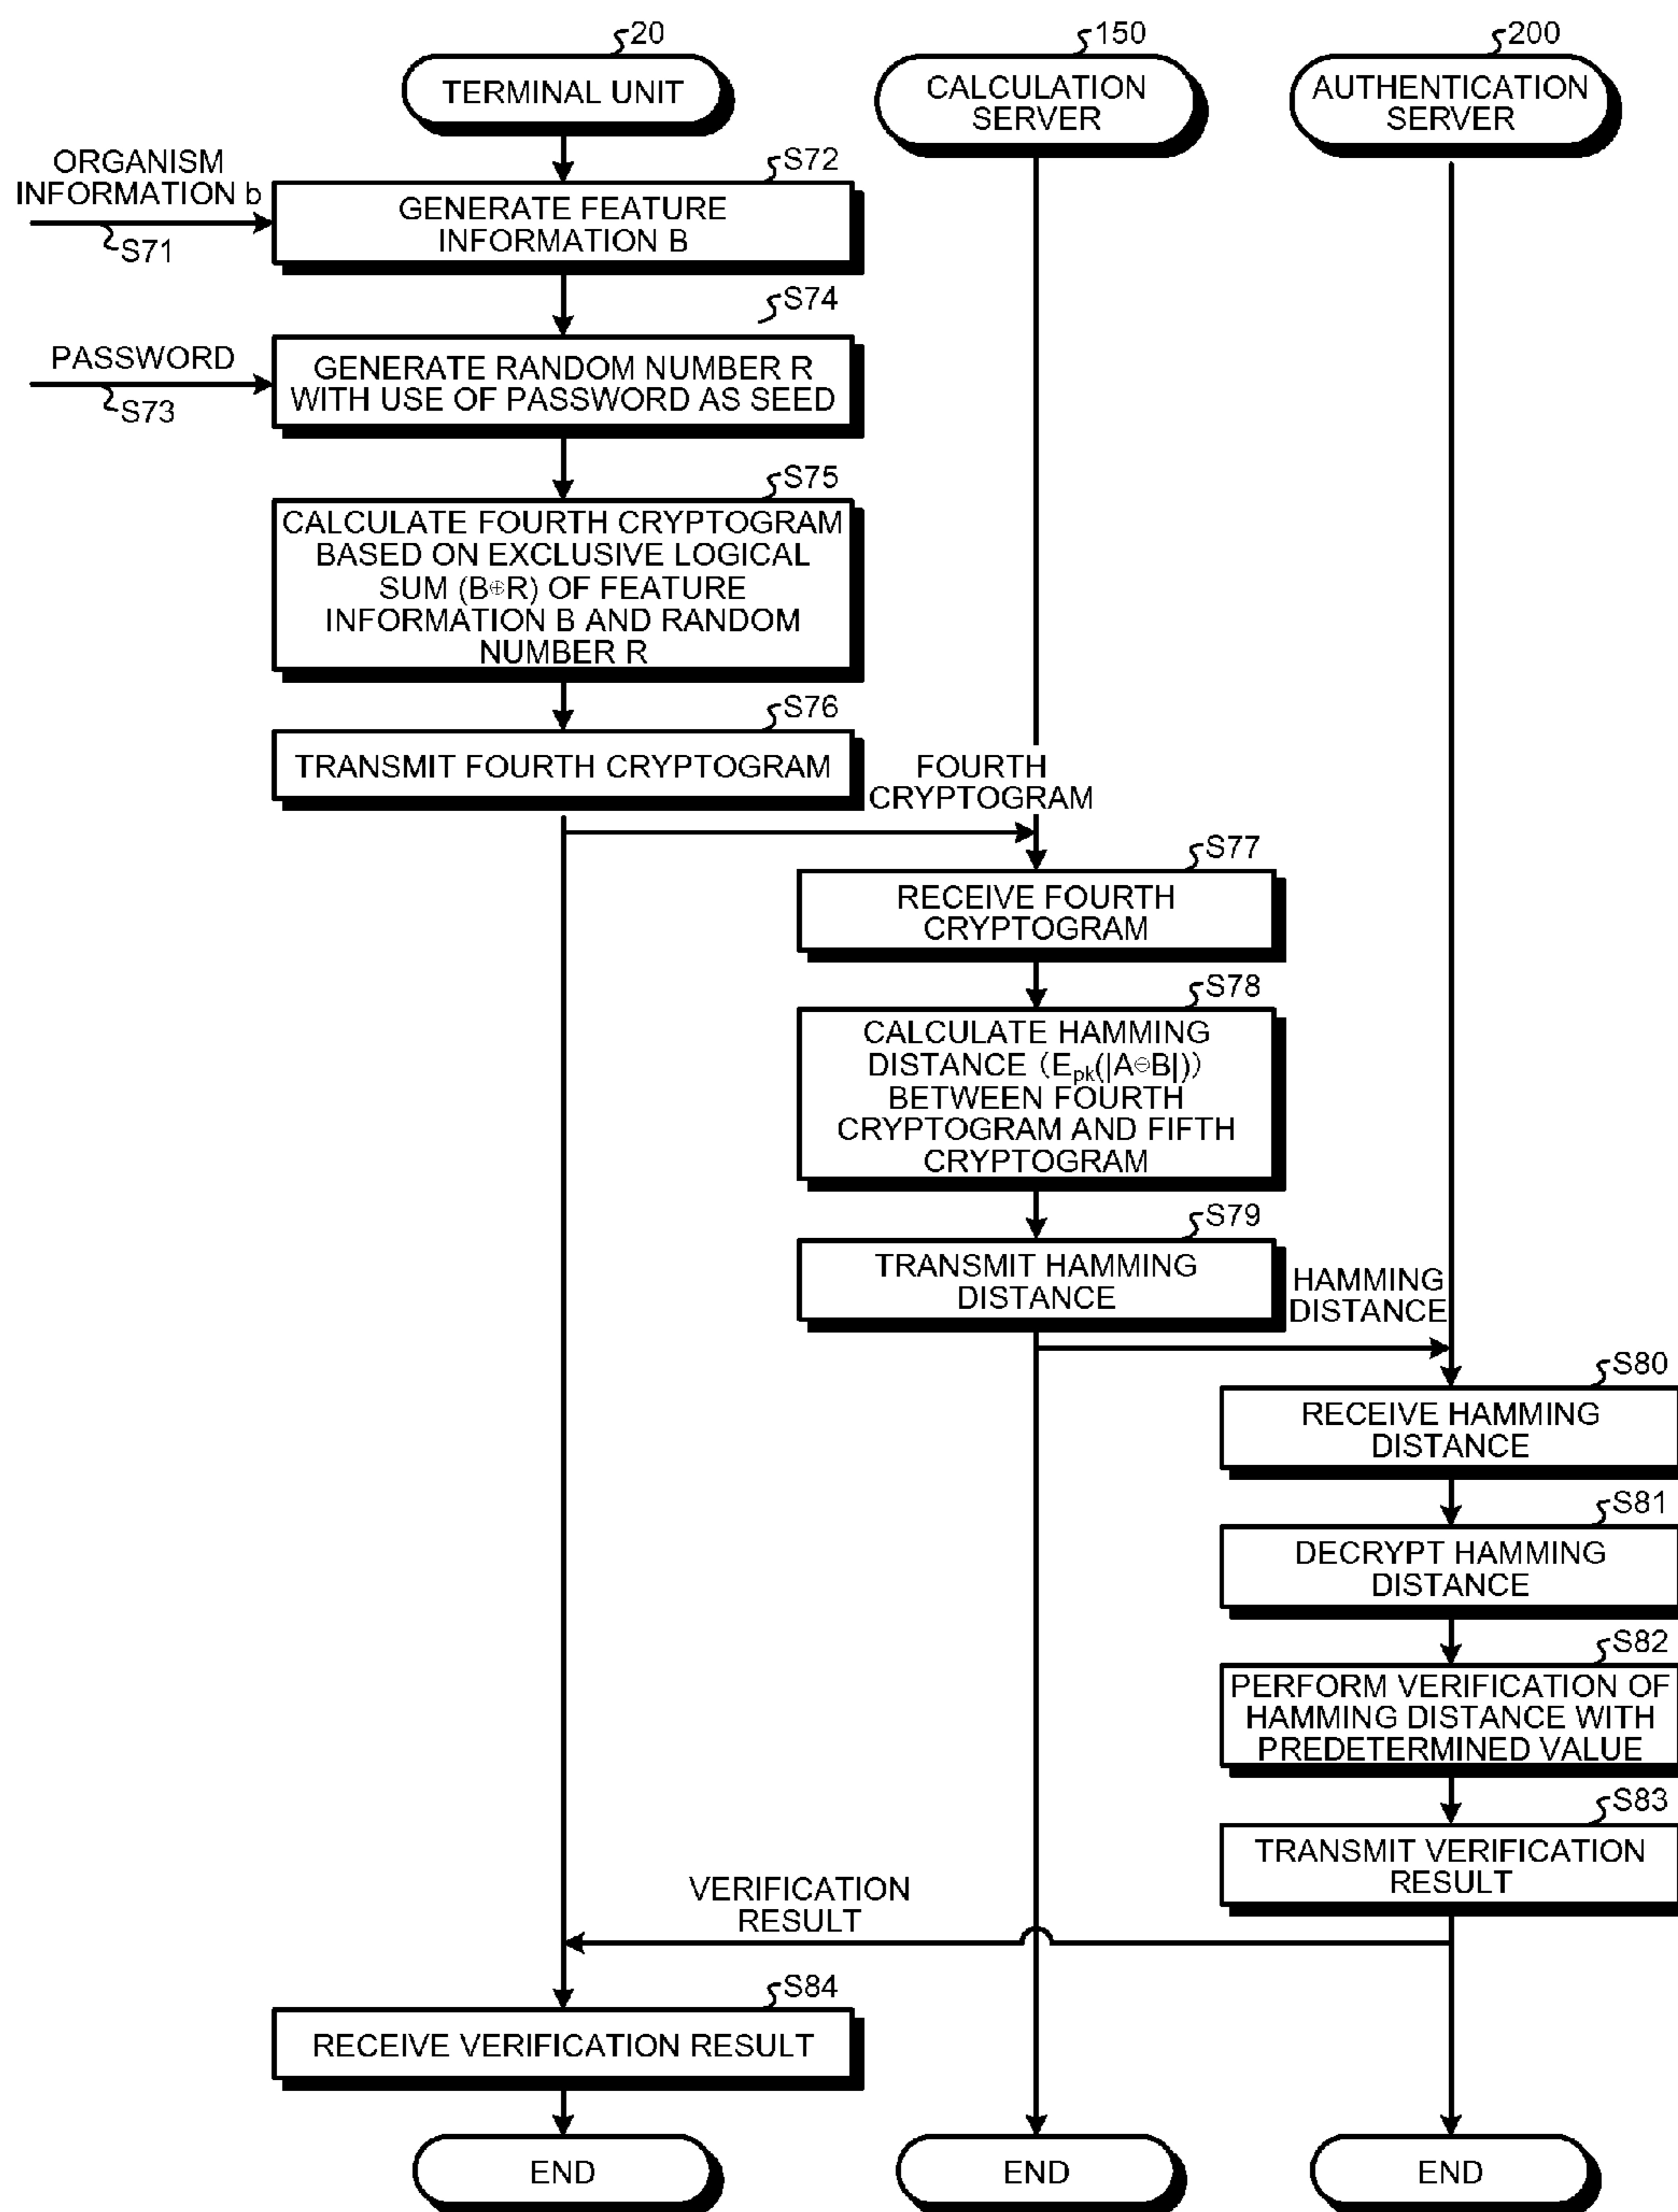 20
TERMINAL UNIT
150
CALCULATION
SERVER
200
AUTHENTICATION
SERVER
ORGANISM
INFORMATION b
S71
S72
GENERATE FEATURE
INFORMATION B
PASSWORD
S73
S74
GENERATE RANDOM NUMBER R
WITH USE OF PASSWORD AS SEED
S75
CALCULATE FOURTH CRYPTOGRAM
BASED ON EXCLUSIVE LOGICAL
SUM (B⊕R) OF FEATURE
INFORMATION B AND RANDOM
NUMBER R
S76
TRANSMIT FOURTH CRYPTOGRAM
FOURTH
CRYPTOGRAM
S77
RECEIVE FOURTH
CRYPTOGRAM
S78
CALCULATE HAMMING
DISTANCE (Epk(|A⊖B|))
BETWEEN FOURTH
CRYPTOGRAM AND FIFTH
CRYPTOGRAM
S79
TRANSMIT HAMMING
DISTANCE
HAMMING
DISTANCE
S80
RECEIVE HAMMING
DISTANCE
S81
DECRYPT HAMMING
DISTANCE
S82
PERFORM VERIFICATION OF
HAMMING DISTANCE WITH
PREDETERMINED VALUE
S83
TRANSMIT VERIFICATION
RESULT
VERIFICATION
RESULT
S84
RECEIVE VERIFICATION RESULT
END
END
END